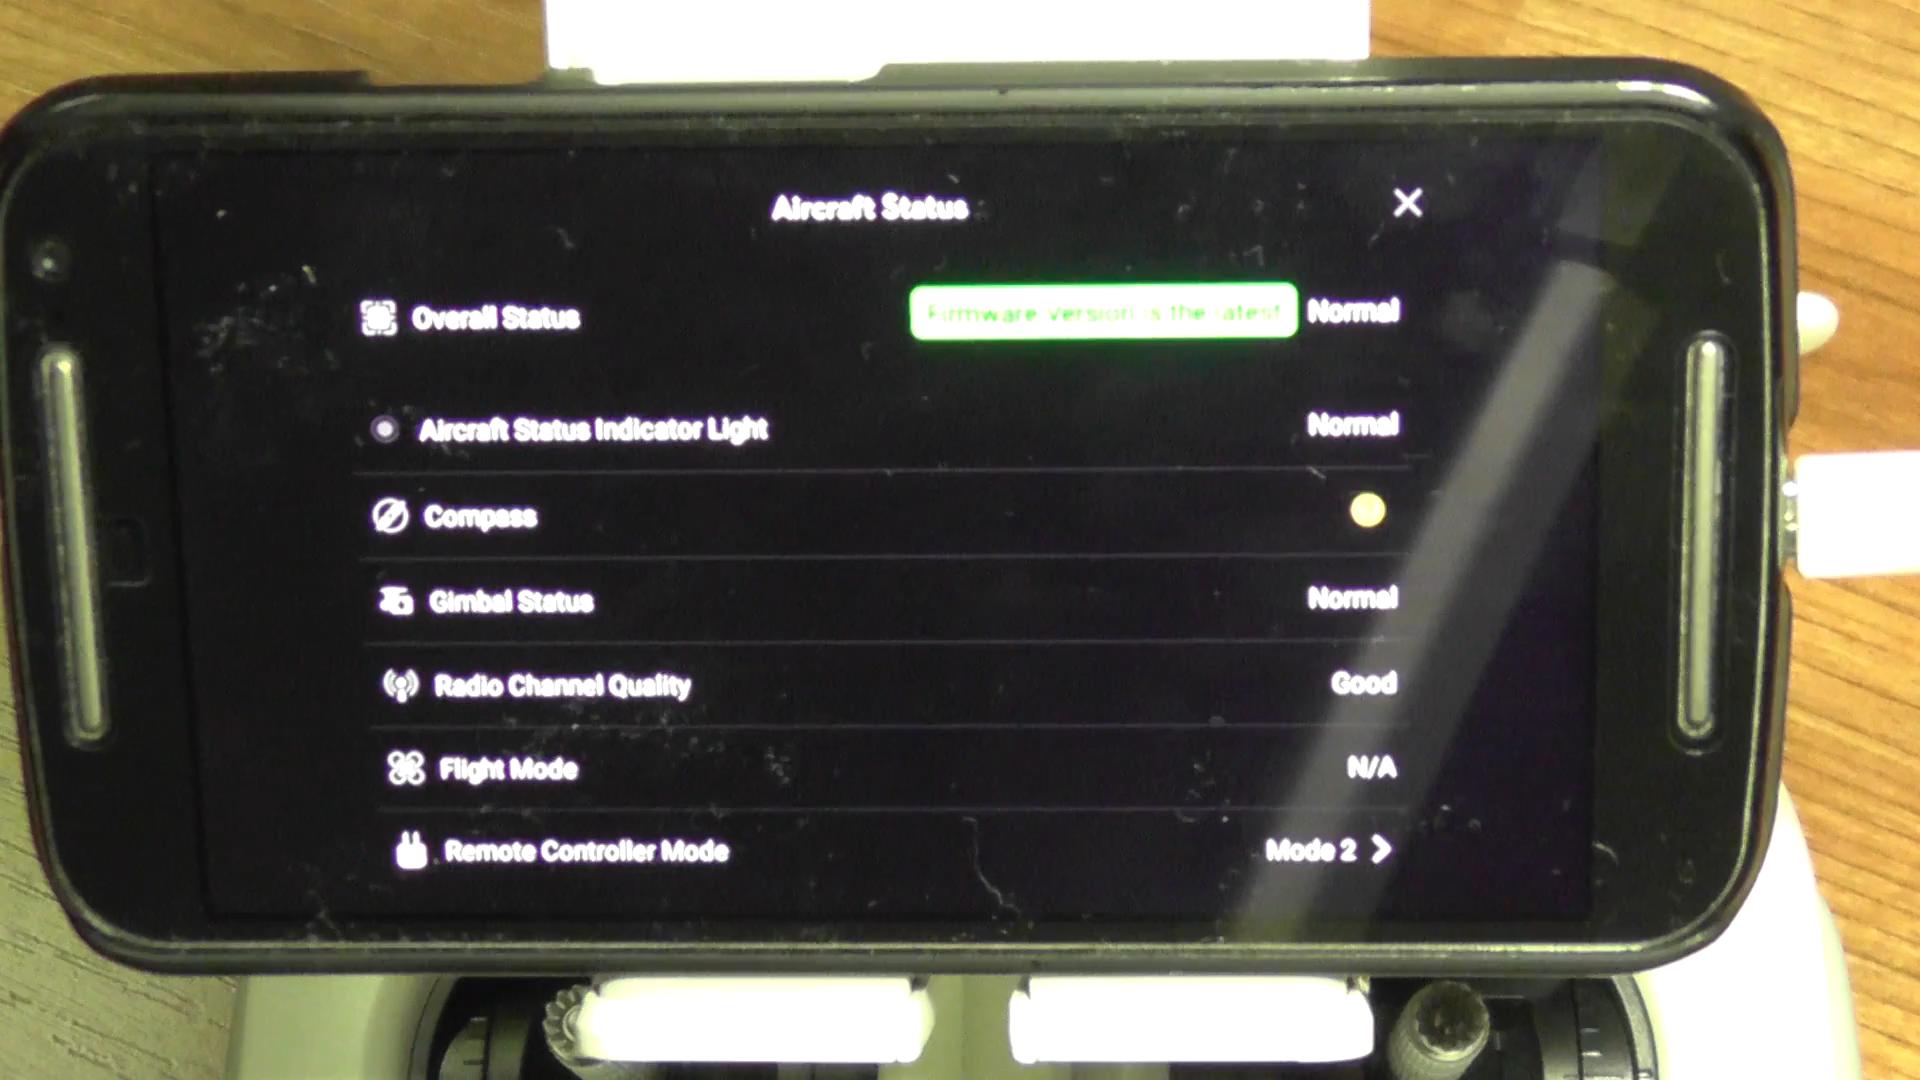 Aircraft Status
Overall Status Firmware version is the latest Normal
Aircraft Status Indicator Light Normal
Compass
Gimbal Status Normal
Radio Channel Quality Good
Flight Mode N/A
Remote Controller Mode Mode 2